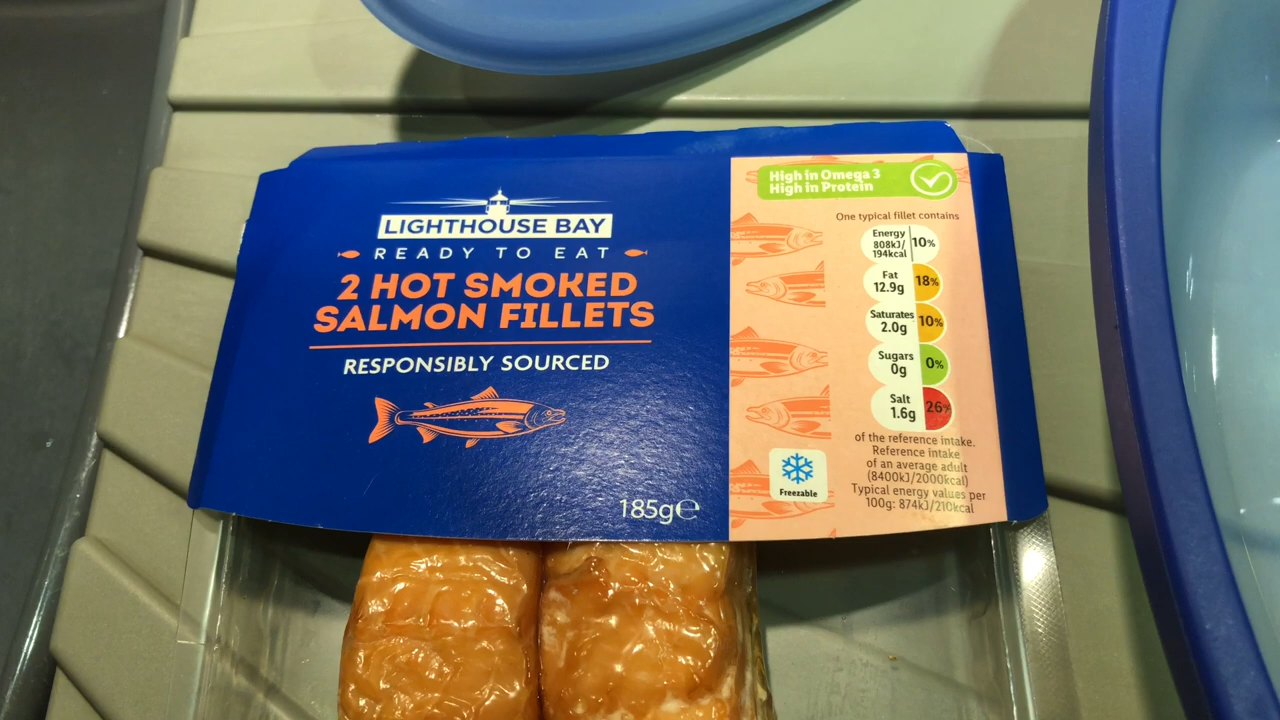 LIGHTHOUSE BAY
READY TO EAT
2 HOT SMOKED
SALMON FILLETS
RESPONSIBLY SOURCED
185g℮
High in Omega 3
High in Protein
One typical fillet contains
Energy
808kJ/
194kcal
10%
Fat
12.9g
18%
Saturates
2.0g
10%
Sugars
0g
0%
Salt
1.6g
26%
of the reference intake.
Reference intake
of an average adult
(8400kJ/2000kcal)
Typical energy values per
100g: 874kJ/210kcal
Freezable